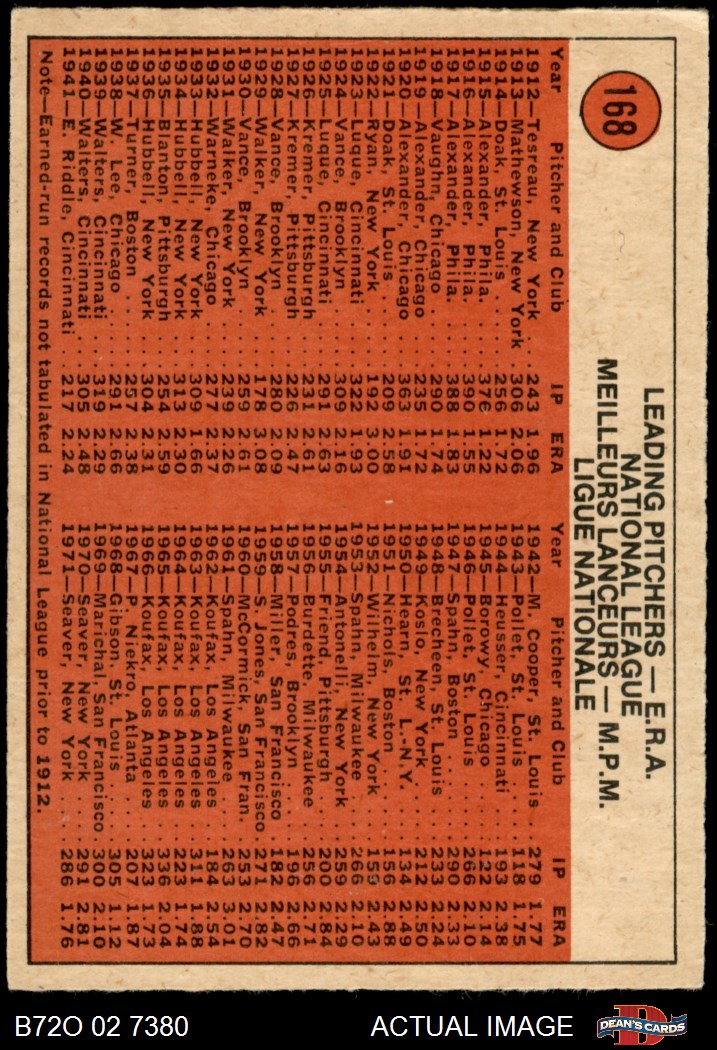 168
LEADING PITCHERS — E.R.A.
NATIONAL LEAGUE
MEILLEURS LANCEURS — M.P.M.
LIGUE NATIONALE
Year Pitcher and Club IP ERA
1912—Tesreau, New York . . 243 1.96
1913—Mathewson, New York . 306 2.06
1914—Doak, St. Louis . . . . 256 1.72
1915—Alexander, Phila. . . . 376 1.22
1916—Alexander, Phila. . . . 390 1.55
1917—Alexander, Phila. . . . 388 1.83
1918—Vaughn, Chicago . . . 290 1.74
1919—Alexander, Chicago . . 235 1.72
1920—Alexander, Chicago . . 363 1.91
1921—Doak, St. Louis . . . . 209 2.58
1922—Ryan, New York . . . . 192 3.00
1923—Luque, Cincinnati . . . 322 1.93
1924—Vance, Brooklyn . . . . 309 2.16
1925—Luque, Cincinnati . . . 291 2.63
1926—Kremer, Pittsburgh . . 231 2.61
1927—Kremer, Pittsburgh . . 226 2.47
1928—Vance, Brooklyn . . . . 280 2.09
1929—Walker, New York . . . 178 3.08
1930—Vance, Brooklyn . . . . 259 2.61
1931—Walker, New York . . . 239 2.26
1932—Warneke, Chicago . . . 277 2.37
1933—Hubbell, New York . . . 309 1.66
1934—Hubbell, New York . . . 313 2.30
1935—Blanton, Pittsburgh . . 254 2.59
1936—Hubbell, New York . . . 304 2.31
1937—Turner, Boston . . . . 257 2.38
1938—W. Lee, Chicago . . . . 291 2.66
1939—Walters, Cincinnati . . 319 2.29
1940—Walters, Cincinnati . . 305 2.48
1941—E. Riddle, Cincinnati . . 217 2.24
Year Pitcher and Club IP ERA
1942—M. Cooper, St. Louis . . 279 1.77
1943—Pollet, St. Louis . . . . 118 1.75
1944—Heusser, Cincinnati . . 193 2.38
1945—Borowy, Chicago . . . . 122 2.14
1946—Pollet, St. Louis . . . . 266 2.10
1947—Spahn, Boston . . . . . 290 2.33
1948—Brecheen, St. Louis . . 233 2.24
1949—Koslo, New York . . . . 212 2.50
1950—Hearn, St. L.-N.Y. . . . 134 2.49
1951—Nichols, Boston . . . . 156 2.88
1952—Wilhelm, New York . . . 159 2.43
1953—Spahn, Milwaukee . . . 266 2.10
1954—Antonelli, New York . . 259 2.29
1955—Friend, Pittsburgh . . . 200 2.84
1956—Burdette, Milwaukee . . 256 2.71
1957—Podres, Brooklyn . . . 196 2.66
1958—Miller, San Francisco . . 182 2.47
1959—S. Jones, San Francisco . 271 2.82
1960—McCormick, San Fran. . 253 2.70
1961—Spahn, Milwaukee . . . 263 3.01
1962—Koufax, Los Angeles . . 184 2.54
1963—Koufax, Los Angeles . . 311 1.88
1964—Koufax, Los Angeles . . 223 1.74
1965—Koufax, Los Angeles . . 336 2.04
1966—Koufax, Los Angeles . . 323 1.73
1967—P. Niekro, Atlanta . . . 207 1.87
1968—Gibson, St. Louis . . . 305 1.12
1969—Marichal, San Francisco . 300 2.10
1970—Seaver, New York . . . 291 2.81
1971—Seaver, New York . . . 286 1.76
Note—Earned-run records not tabulated in National League prior to 1912.
B72O 02 7380
ACTUAL IMAGE
D
DEAN'S CARDS